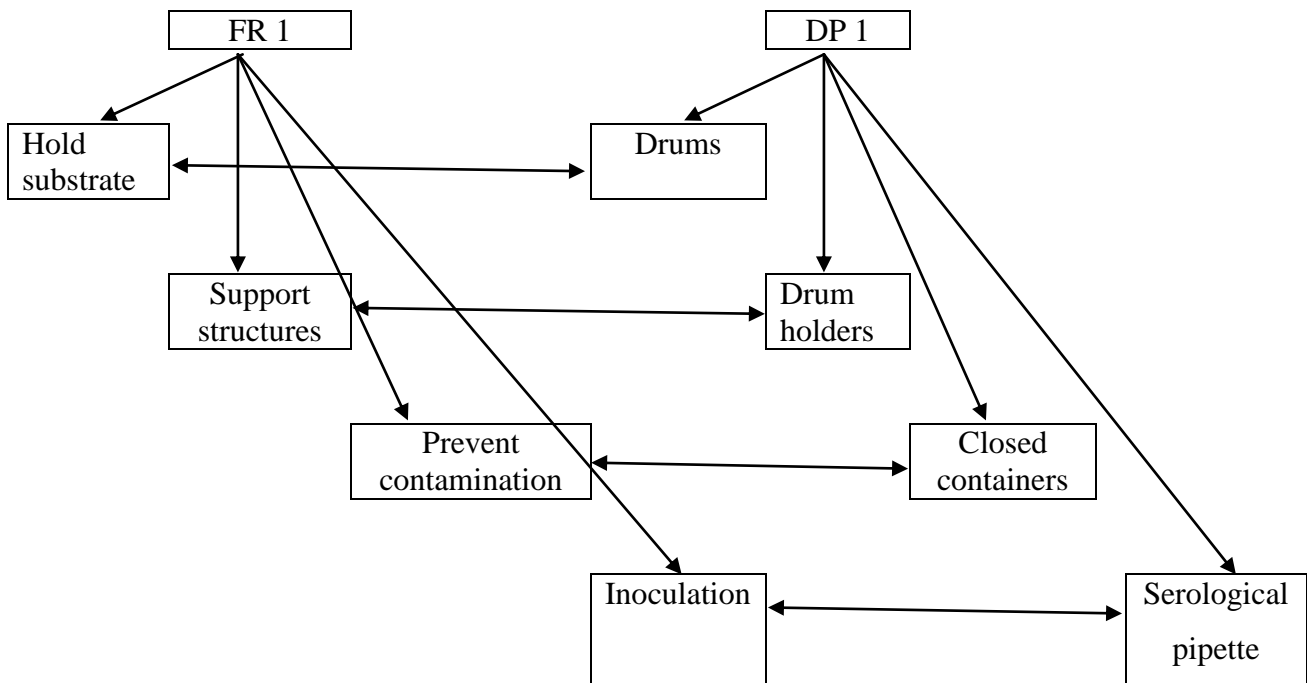 FR 1
DP 1
Hold
substrate
Drums
Support
structures
Drum
holders
Prevent
contamination
Closed
containers
Inoculation
Serological
pipette